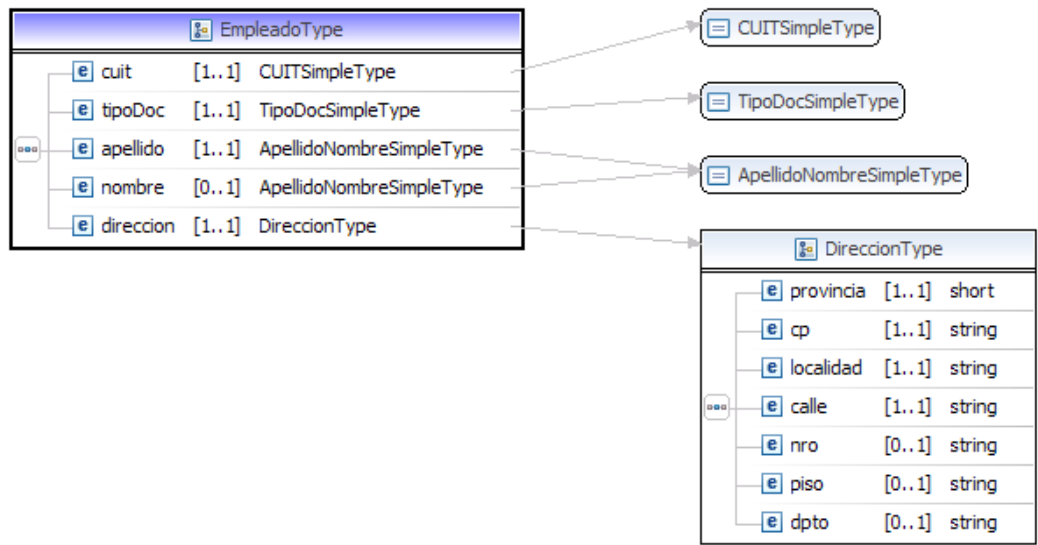 EmpleadoType
e cuit [1..1] CUITSimpleType
e tipoDoc [1..1] TipoDocSimpleType
e apellido [1..1] ApellidoNombreSimpleType
e nombre [0..1] ApellidoNombreSimpleType
e direccion [1..1] DireccionType
CUITSimpleType
TipoDocSimpleType
ApellidoNombreSimpleType
DireccionType
e provincia [1..1] short
e cp [1..1] string
e localidad [1..1] string
e calle [1..1] string
e nro [0..1] string
e piso [0..1] string
e dpto [0..1] string